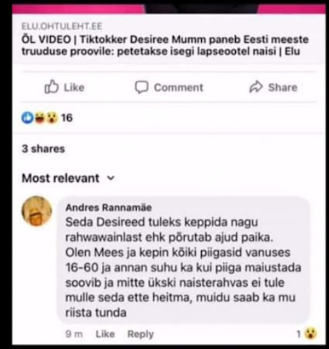 ELU.OHTULEHT.EE
ÕL VIDEO | Tiktokker Desiree Mumm paneb Eesti meeste
truuduse proovile: petetakse isegi lapseootel naisi | Elu
Like Comment Share
16
3 shares
Most relevant
Andres Rannamäe
Seda Desireed tuleks keppida nagu
rahwawainlast ehk põrutab ajud paika.
Olen Mees ja kepin kõiki piigasid vanuses
16-60 ja annan suhu ka kui piiga maiustada
soovib ja mitte ükski naisterahvas ei tule
mulle seda ette heitma, muidu saab ka mu
riista tunda
9 m Like Reply 1